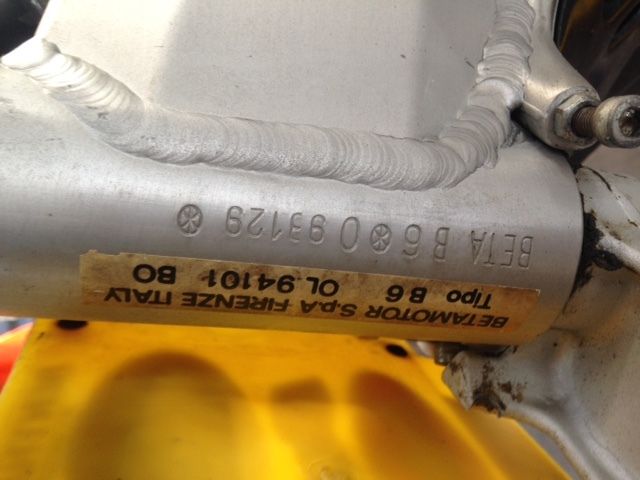 BETAMOTOR S.p.A FIRENZE ITALY
Tipo B6 OL 94101 BO
BETA B6 0 93129